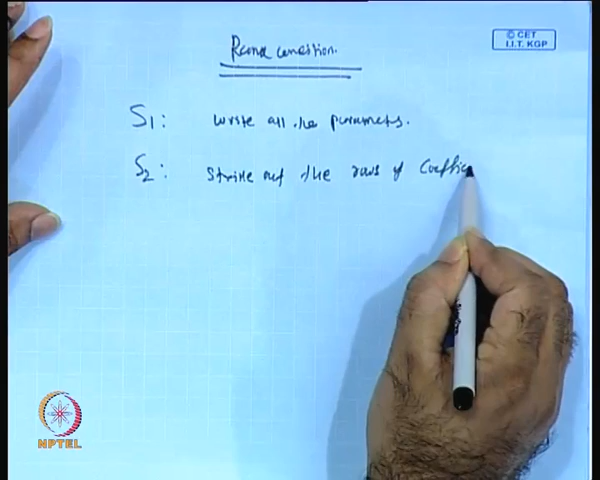 © CET
I.I.T. KGP
Rank condition.
S1: Write all the parameters.
S2: Strike out the rows of Coeffic
NPTEL